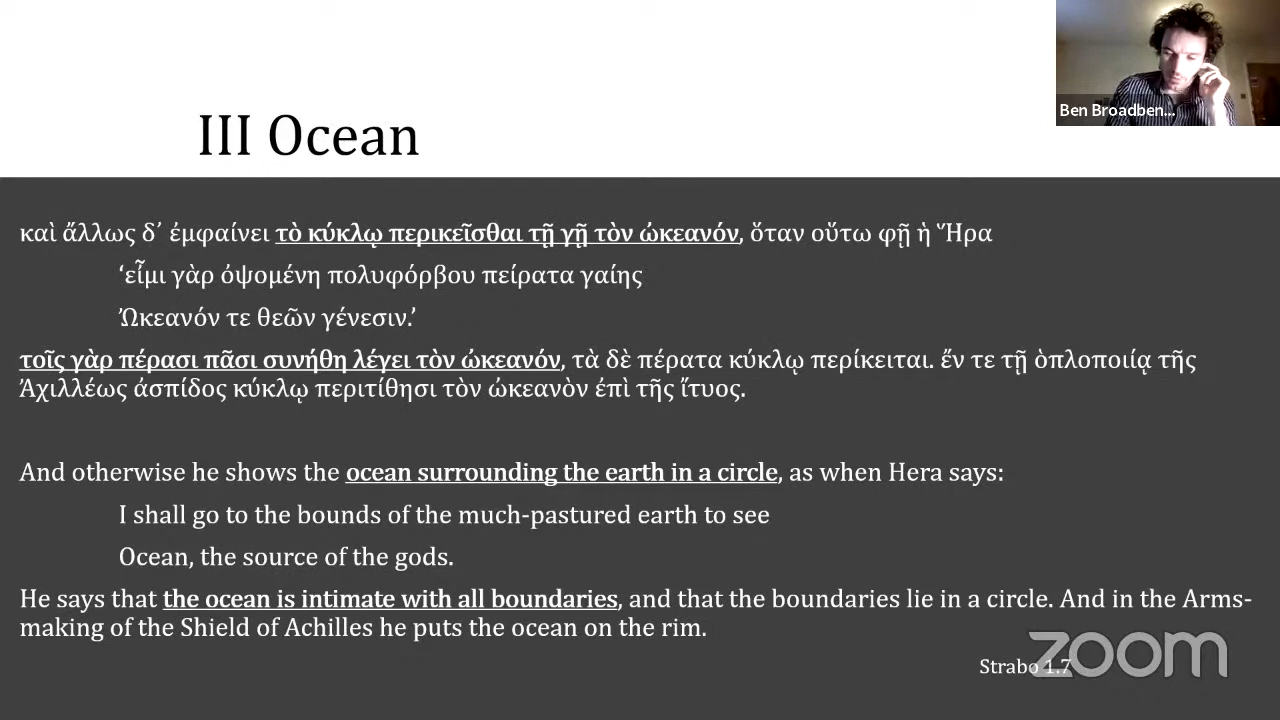 Ben Broadben...
III Ocean
καὶ ἄλλως δ᾽ ἐμφαίνει τὸ κύκλῳ περικεῖσθαι τῇ γῇ τὸν ὠκεανόν, ὅταν οὕτω φῇ ἡ Ἥρα
‘εἶμι γὰρ ὀψομένη πολυφόρβου πείρατα γαίης
Ὠκεανόν τε θεῶν γένεσιν.’
τοῖς γὰρ πέρασι πᾶσι συνήθη λέγει τὸν ὠκεανόν, τὰ δὲ πέρατα κύκλῳ περίκειται. ἔν τε τῇ ὁπλοποιίᾳ τῆς
Ἀχιλλέως ἀσπίδος κύκλῳ περιτίθησι τὸν ὠκεανὸν ἐπὶ τῆς ἴτυος.
And otherwise he shows the ocean surrounding the earth in a circle, as when Hera says:
I shall go to the bounds of the much-pastured earth to see
Ocean, the source of the gods.
He says that the ocean is intimate with all boundaries, and that the boundaries lie in a circle. And in the Arms-
making of the Shield of Achilles he puts the ocean on the rim.
Strabo 1.7
zoom